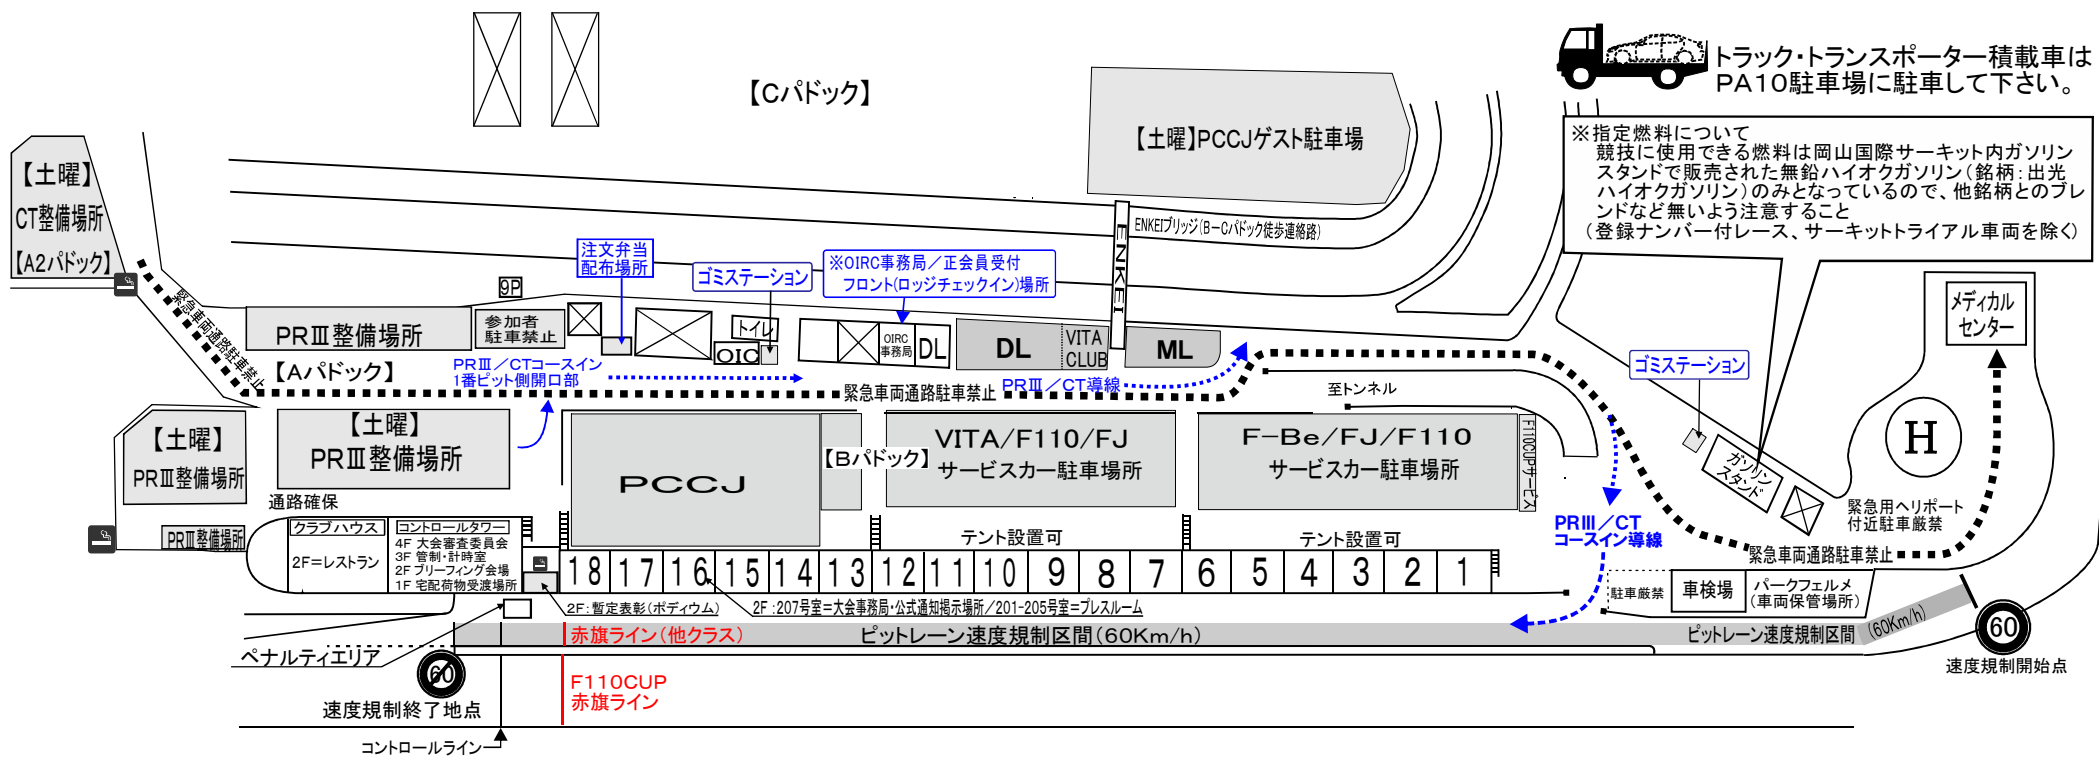 【Cパドック】
トラック・トランスポーター積載車は
PA10駐車場に駐車して下さい。
【土曜】PCCJゲスト駐車場
※指定燃料について
競技に使用できる燃料は岡山国際サーキット内ガソリン
スタンドで販売された無鉛ハイオクガソリン(銘柄:出光
ハイオクガソリン)のみとなっているので、他銘柄とのブレ
ンドなど無いよう注意すること
(登録ナンバー付レース、サーキットトライアル車両を除く)
【土曜】
CT整備場所
【A2パドック】
ENKEIブリッジ(B-Cパドック徒歩連絡路)
ENKEI
注文弁当
配布場所
ゴミステーション
※OIRC事務局/正会員受付
フロント(ロッジチェックイン)場所
9P
緊急車両通路駐車禁止
PRⅢ整備場所
参加者
駐車禁止
トイレ
OIC
OIRC
事務局
DL
DL
VITA
CLUB
ML
メディカル
センター
ゴミステーション
【Aパドック】
PRⅢ/CTコースイン
1番ピット側開口部
緊急車両通路駐車禁止
PRⅢ/CT導線
至トンネル
【土曜】
PRⅢ整備場所
【土曜】
PRⅢ整備場所
PCCJ
【Bパドック】
VITA/F110/FJ
サービスカー駐車場所
F-Be/FJ/F110
サービスカー駐車場所
F110CUPサービス
ガソリン
スタンド
H
緊急用ヘリポート
付近駐車厳禁
通路確保
PRⅢ整備場所
クラブハウス
2F=レストラン
コントロールタワー
4F 大会審査委員会
3F 管制・計時室
2F ブリーフィング会場
1F 宅配荷物受渡場所
テント設置可
テント設置可
PRⅢ/CT
コースイン導線
緊急車両通路駐車禁止
18 17 16 15 14 13 12 11 10 9 8 7 6 5 4 3 2 1
駐車厳禁
車検場
パークフェルメ
(車両保管場所)
2F:暫定表彰(ポディウム)
2F:207号室=大会事務局・公式通知掲示場所/201-205号室=プレスルーム
赤旗ライン(他クラス)
ピットレーン速度規制区間(60Km/h)
ピットレーン速度規制区間
(60Km/h)
60
速度規制開始点
ペナルティエリア
60
速度規制終了地点
F110CUP
赤旗ライン
コントロールライン